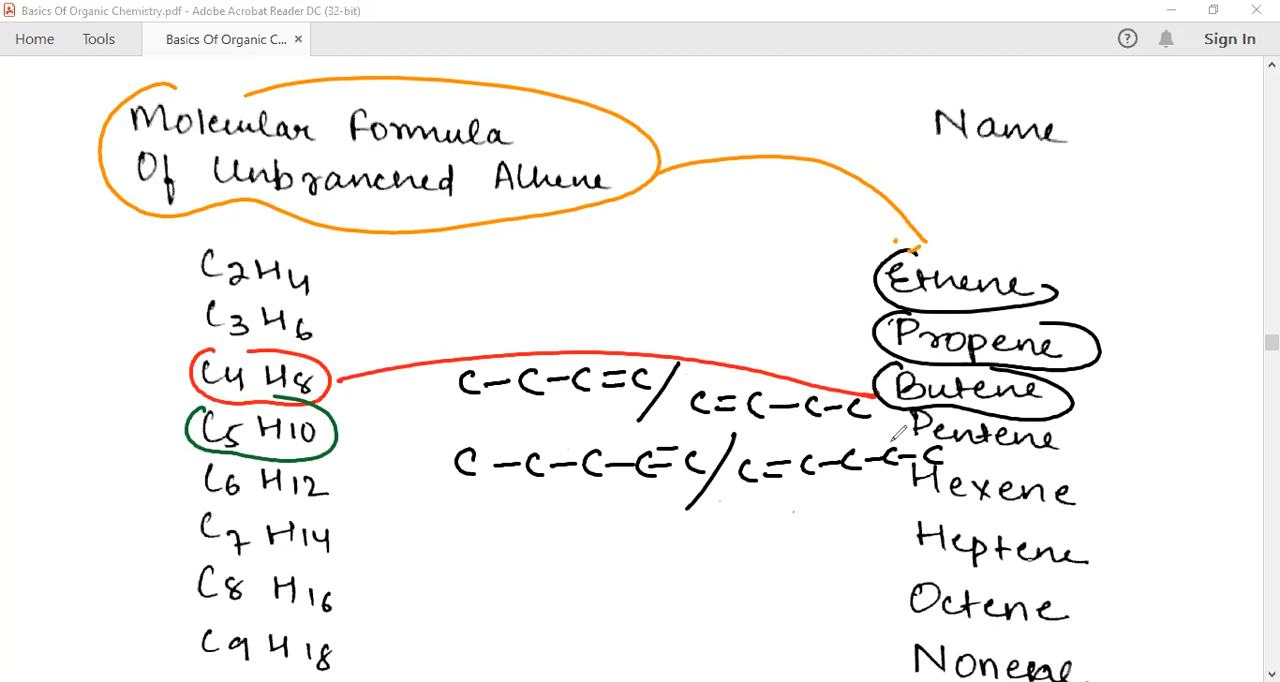 Basics Of Organic Chemistry.pdf - Adobe Acrobat Reader DC (32-bit)
Home Tools Basics Of Organic C... × Sign In
Molecular Formula Name
Of Unbranched Alkene
C2H4 Ethene
C3H6 Propene
C4H8 C-C-C=C/ C=C-C-C Butene
C5H10 C-C-C-C=C/ C=C-C-C-C Pentene
C6H12 Hexene
C7H14 Heptene
C8H16 Octene
C9H18